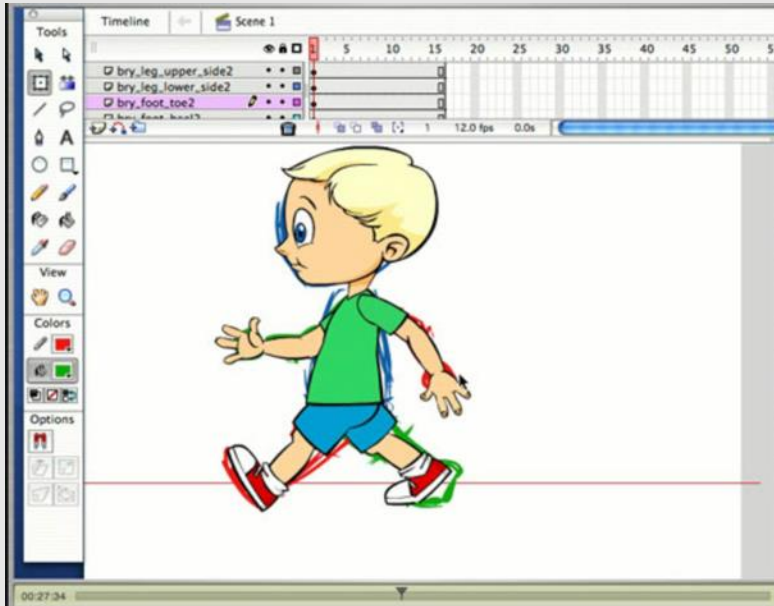 Tools
Timeline
Scene 1
1 5 10 15 20 25 30 35 40 45 50
bry_leg_upper_side2
bry_leg_lower_side2
bry_foot_toe2
1 12.0 fps 0.0s
A
View
Colors
Options
00:27:34